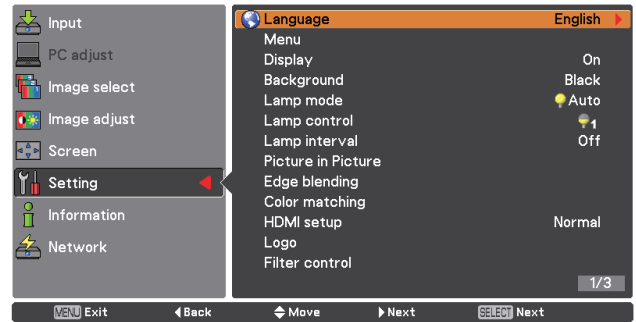 Input
PC adjust
Image select
Image adjust
Screen
Setting
Information
Network
Language English
Menu
Display On
Background Black
Lamp mode Auto
Lamp control 1
Lamp interval Off
Picture in Picture
Edge blending
Color matching
HDMI setup Normal
Logo
Filter control
1/3
MENU Exit Back Move Next SELECT Next